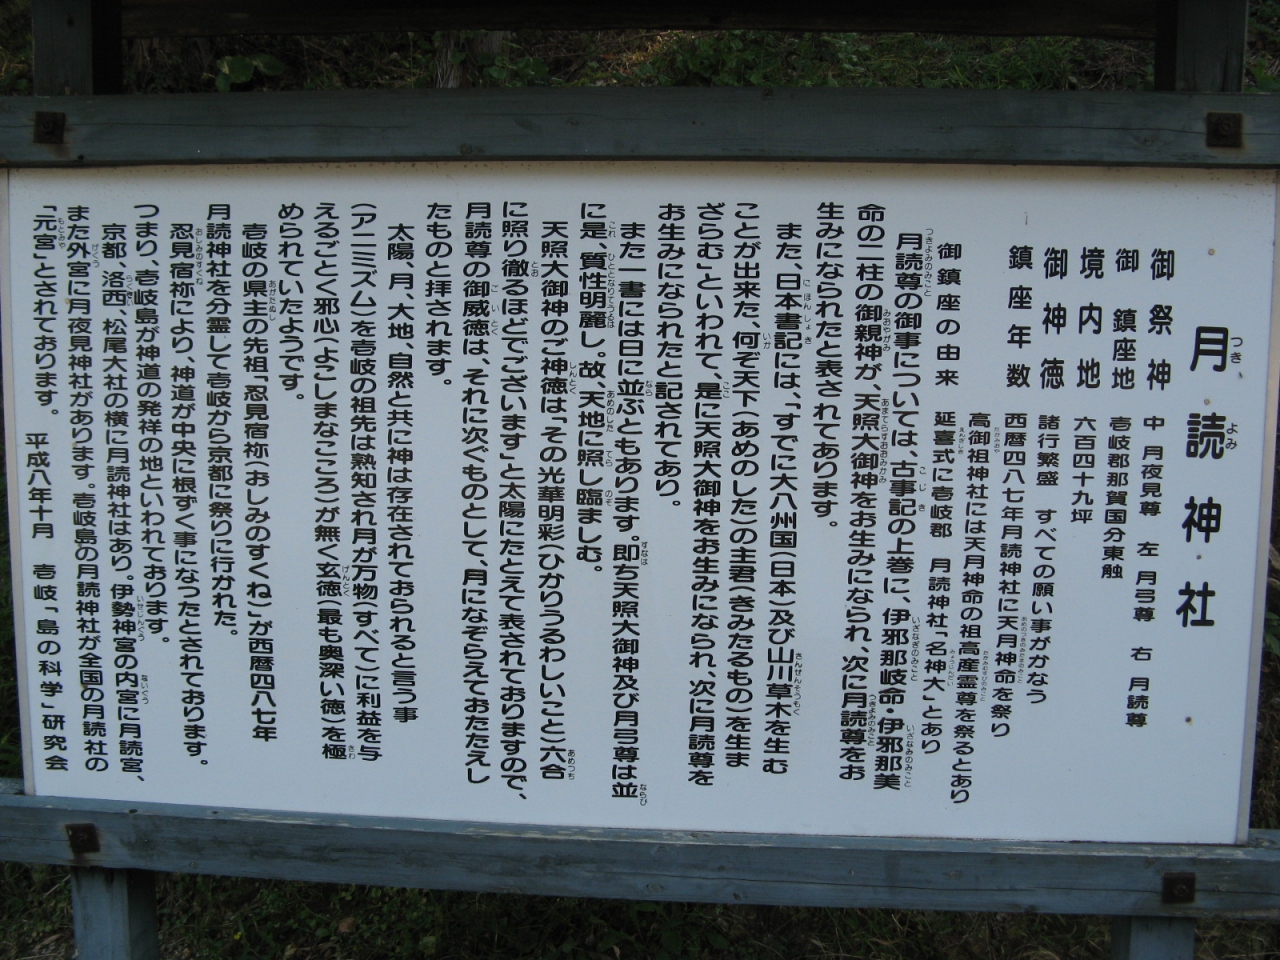 月読神社
御祭神　中 月夜見尊　左 月弓尊　右 月読尊
御鎮座地　壱岐郡那賀国分東触
境内地　六百四十九坪
御神徳　諸行繁盛　すべての願い事がかなう
鎮座年数　西暦四八七年月読神社に天月神命を祭り
高御祖神社には天月神命の祖高産霊尊を祭るとあり
御鎮座の由来　延喜式に壱岐郡　月読神社「名神大」とあり
月読尊の御事については、古事記の上巻に、伊邪那岐命・伊邪那美
命の二柱の御親神が、天照大御神をお生みになられ、次に月読尊をお
生みになられたと表されてあります。
また、日本書記には、「すでに大八州国(日本)及び山川草木を生む
ことが出来た、何ぞ天下(あめのした)の主君(きみたるもの)を生ま
ざらむ」といわれて、是に天照大御神をお生みになられ、次に月読尊を
お生みになられたと記されてあり。
また一書には日に並ぶともあります。即ち天照大御神及び月弓尊は並
に是、質性明麗し。故、天地に照し臨ましむ。
天照大御神のご神徳は「その光華明彩(ひかりうるわしいこと)六合
に照り徹るほどでございます」と太陽にたとえて表されておりますので、
月読尊の御威徳は、それに次ぐものとして、月になぞらえておたたえし
たものと拝されます。
太陽、月、大地、自然と共に神は存在されておられると言う事
(アニミズム)を壱岐の祖先は熟知され月が万物(すべて)に利益を与
えるごとく邪心(よこしまなこころ)が無く玄徳(最も奥深い徳)を極
められていたようです。
壱岐の県主の先祖「忍見宿祢(おしみのすくね)」が西暦四八七年
月読神社を分霊して壱岐から京都に祭りに行かれた。
忍見宿祢により、神道が中央に根ずく事になったとされております。
つまり、壱岐島が神道の発祥の地といわれております。
京都、洛西、松尾大社の横に月読神社はあり。伊勢神宮の内宮に月読宮、
また外宮に月夜見神社があります。壱岐島の月読神社が全国の月読社の
「元宮」とされております。
平成八年十月　壱岐「島の科学」研究会